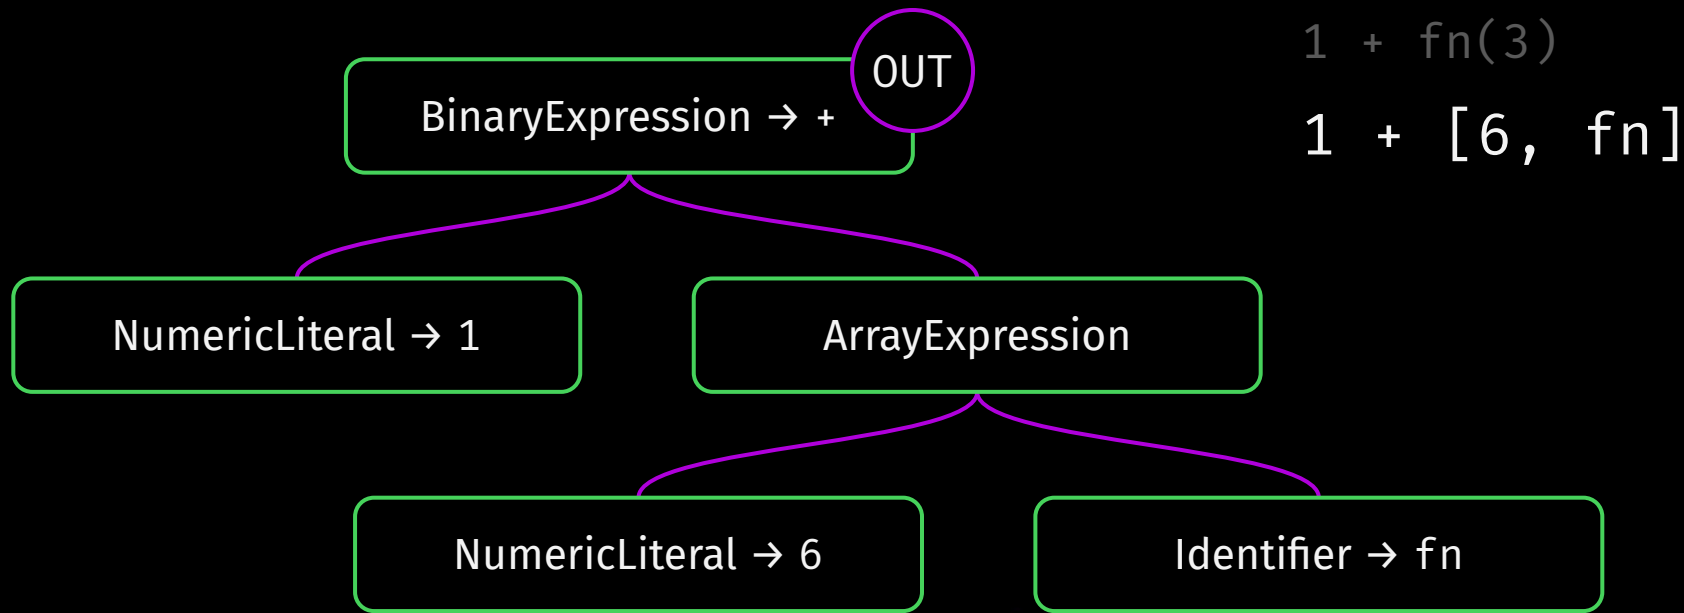 1 + fn(3)
OUT
BinaryExpression → +
1 + [6, fn]
NumericLiteral → 1
ArrayExpression
NumericLiteral → 6
Identifier → fn